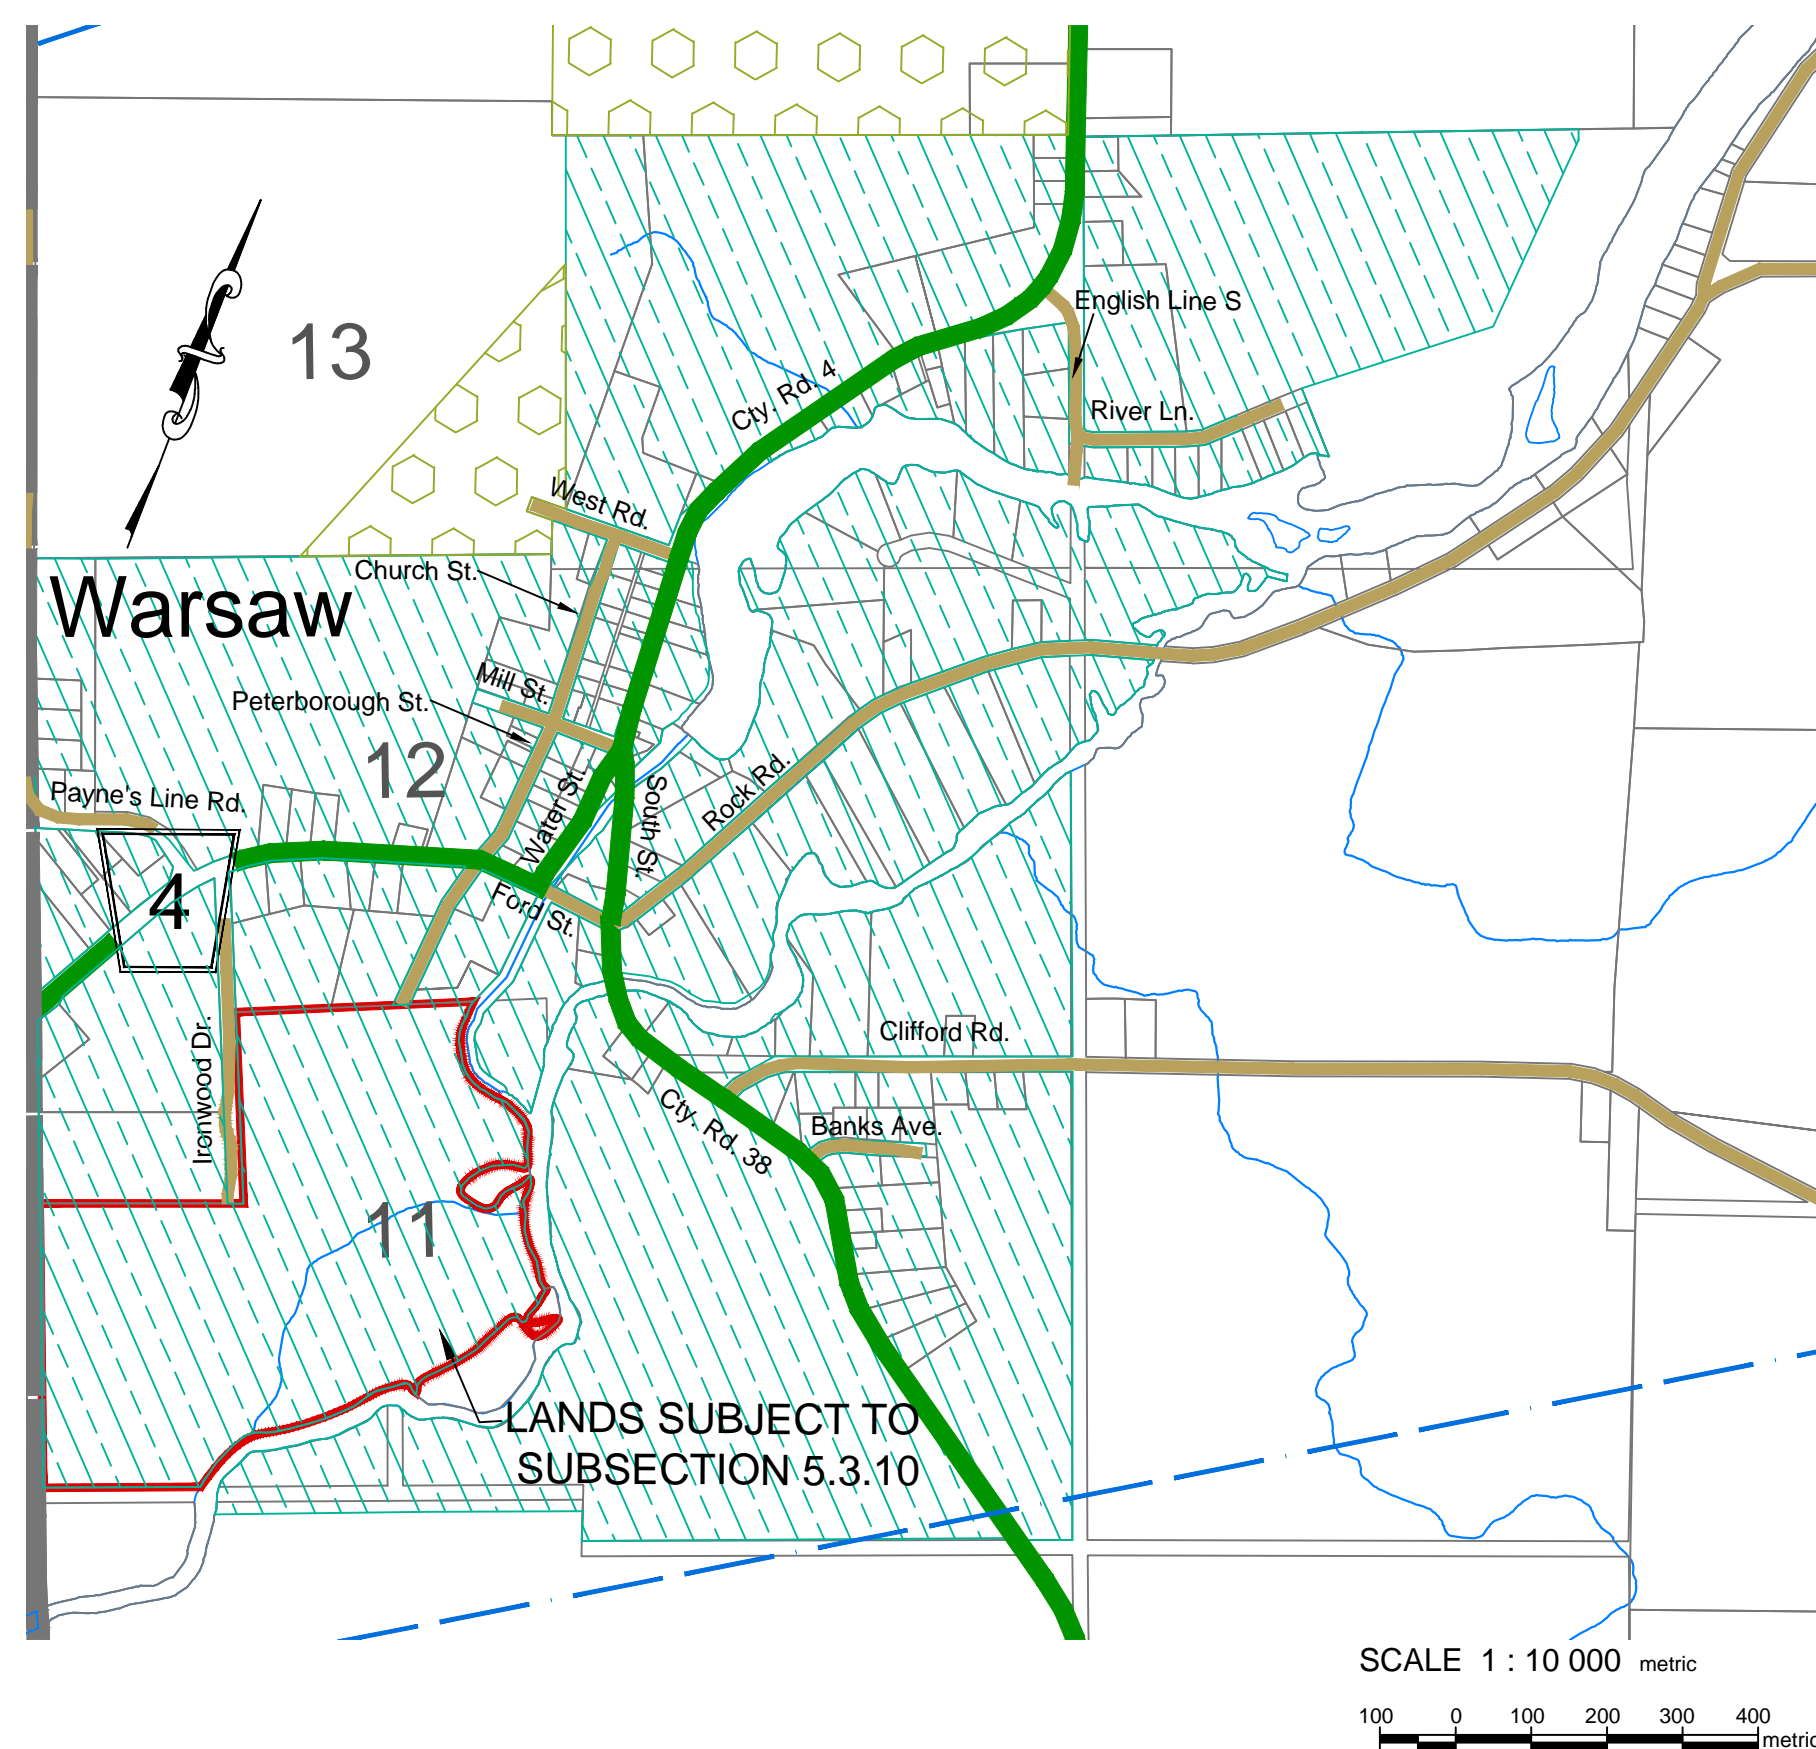 English Line S
13
Cty. Rd. 4
River Ln.
West Rd.
Church St.
Warsaw
Mill St.
Peterborough St.
12
Payne's Line Rd.
Water St.
South St.
Rock Rd.
4
Ford St.
Clifford Rd.
Ironwood Dr.
Cty. Rd. 38
Banks Ave.
11
LANDS SUBJECT TO
SUBSECTION 5.3.10
SCALE 1 : 10 000 metric
100 0 100 200 300 400
metric